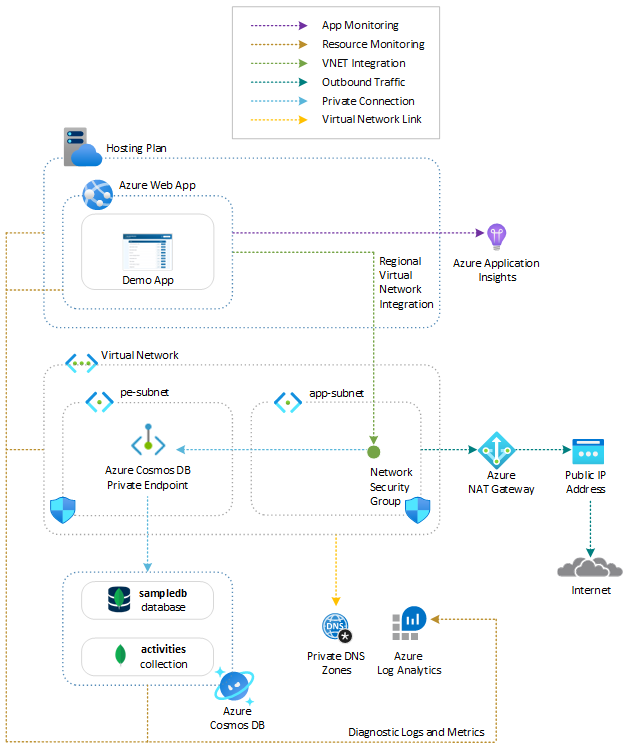 App Monitoring
Resource Monitoring
VNET Integration
Outbound Traffic
Private Connection
Virtual Network Link
Hosting Plan
Azure Web App
Demo App
Azure Application
Insights
Regional
Virtual
Network
Integration
Virtual Network
pe-subnet
app-subnet
Azure Cosmos DB
Private Endpoint
Network
Security
Group
Azure
NAT Gateway
Public IP
Address
Internet
sampledb
database
activities
collection
Azure
Cosmos DB
DNS
Private DNS
Zones
Azure
Log Analytics
Diagnostic Logs and Metrics